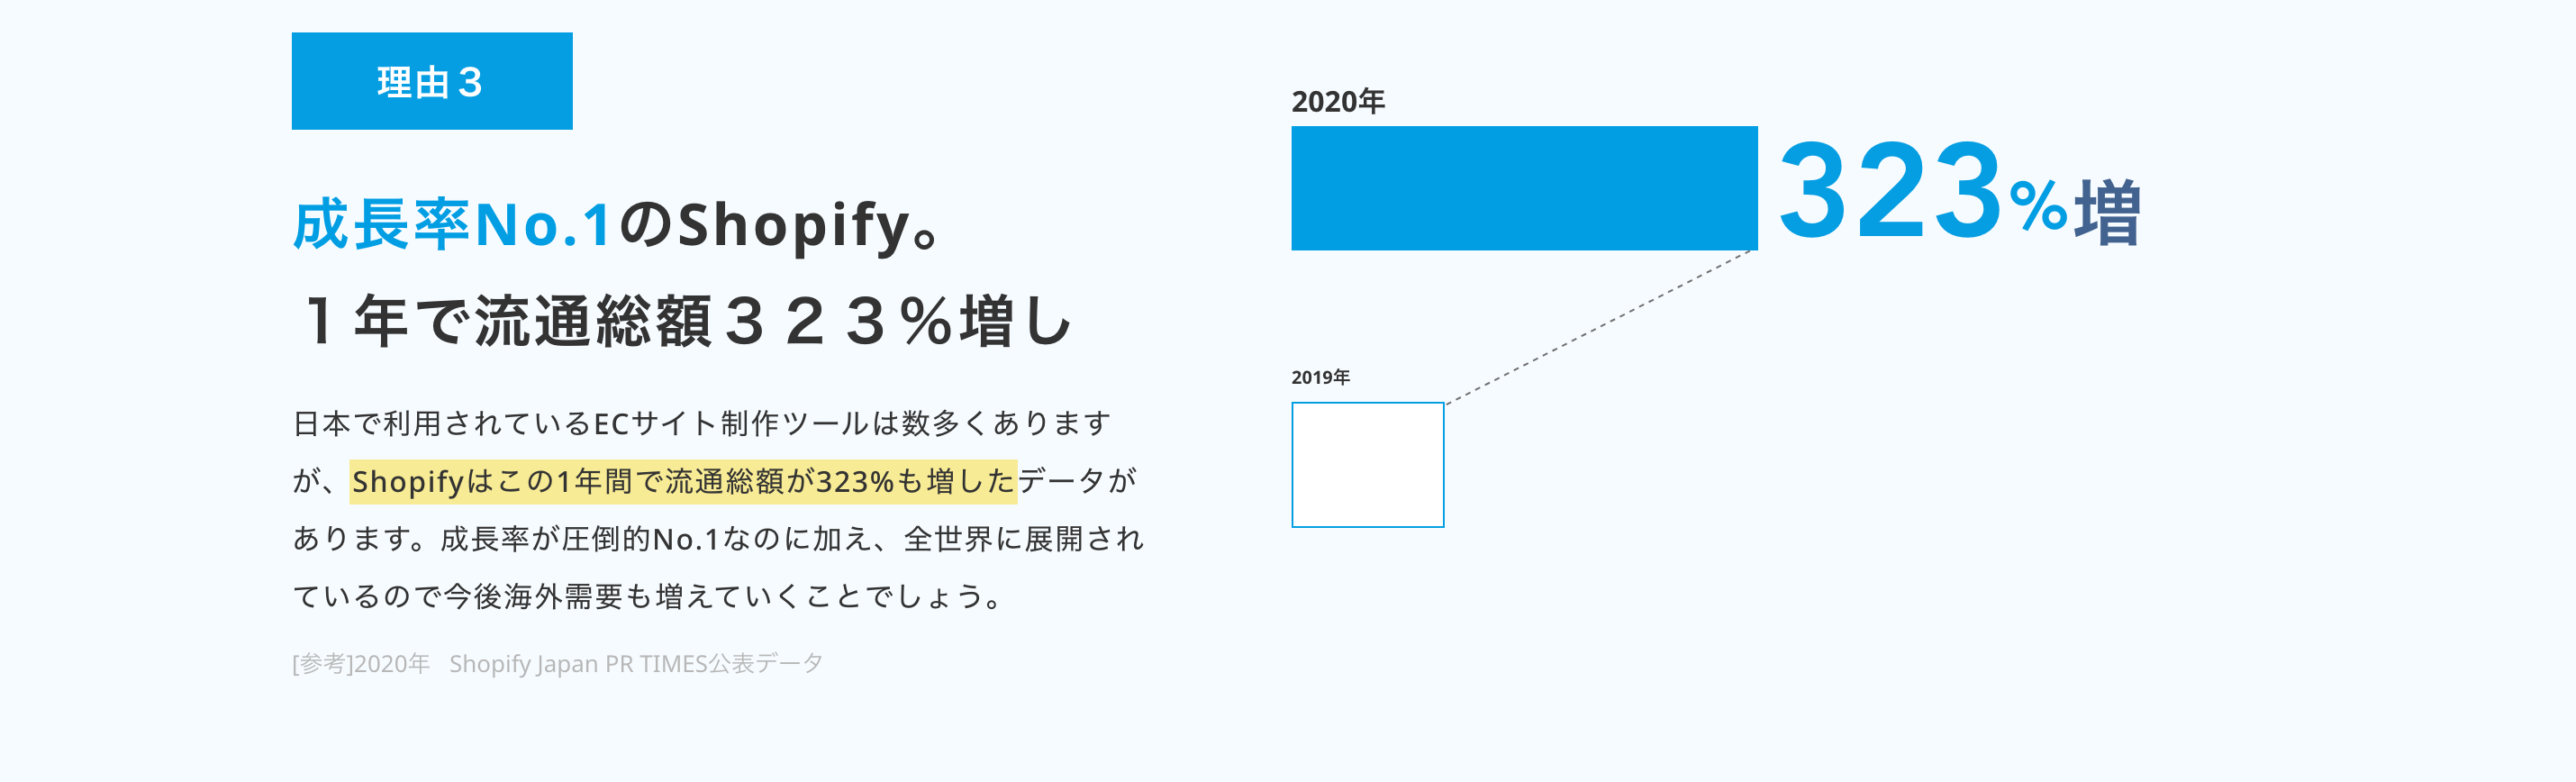 理由３
成長率No.1のShopify。
１年で流通総額３２３％増し
日本で利用されているECサイト制作ツールは数多くあります
が、Shopifyはこの1年間で流通総額が323%も増したデータが
あります。成長率が圧倒的No.1なのに加え、全世界に展開され
ているので今後海外需要も増えていくことでしょう。
[参考]2020年　Shopify Japan PR TIMES公表データ
2020年
323%増
2019年